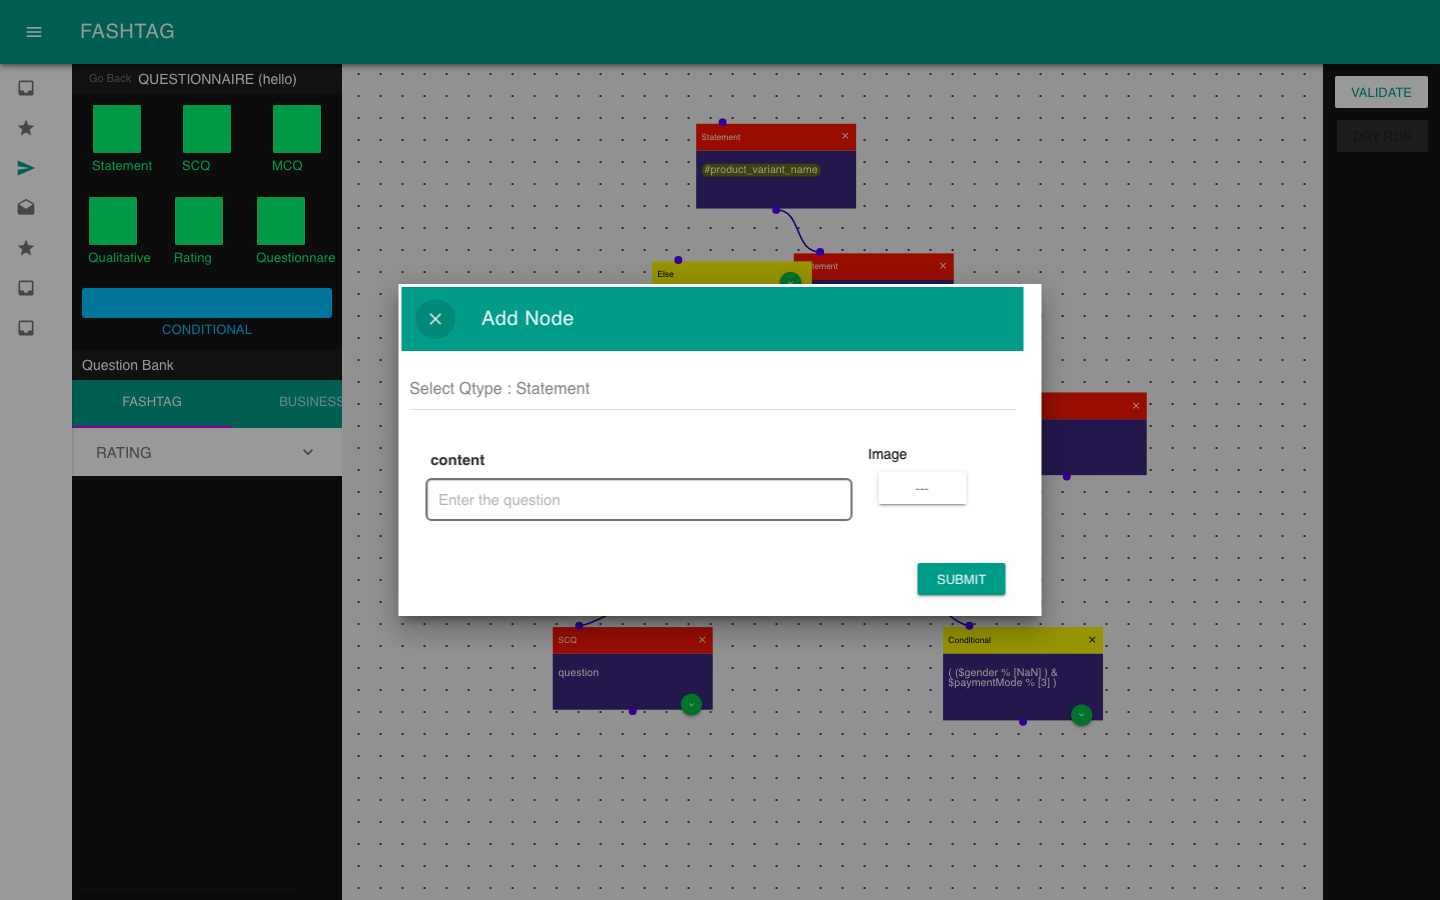 FASHTAG
Go Back QUESTIONNAIRE (hello)
Statement SCQ MCQ
Qualitative Rating Questionnare
CONDITIONAL
Question Bank
FASHTAG BUSINESS
RATING
VALIDATE
DRY RUN
Statement
#product_variant_name
Else
tement
Add Node
Select Qtype : Statement
content
Enter the question
Image
---
SUBMIT
SCQ
question
Conditional
( ($gender % [NaN] ) &
$paymentMode % [3] )